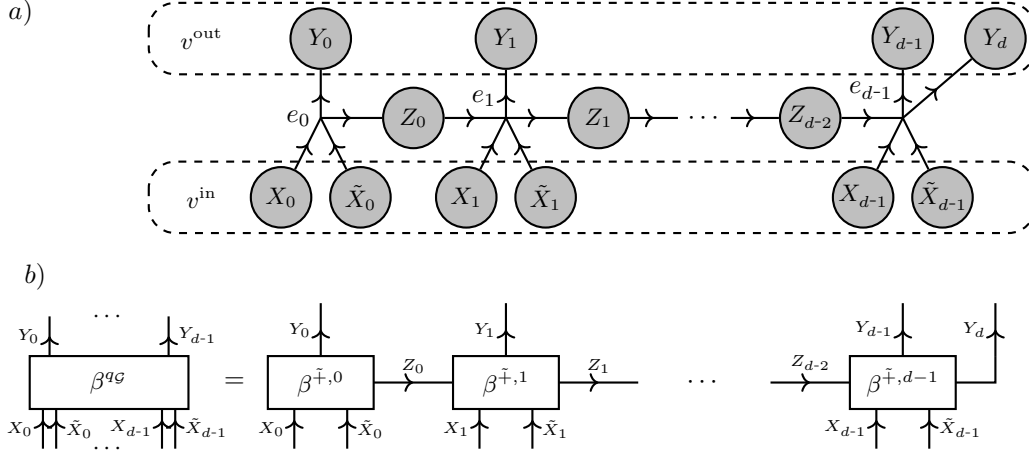 a)
v^out Y_0 Y_1 Y_{d-1} Y_d
e_0 Z_0 e_1 Z_1 ··· Z_{d-2} e_{d-1}
v^in X_0 X̃_0 X_1 X̃_1 X_{d-1} X̃_{d-1}
b)
Y_0 ··· Y_{d-1} Y_0 Y_1 Y_{d-1} Y_d
β^{q_𝒢} = β^{+̃,0} Z_0 β^{+̃,1} Z_1 ··· Z_{d-2} β^{+̃,d−1}
X_0 X̃_0 ··· X_{d-1} X̃_{d-1} X_0 X̃_0 X_1 X̃_1 X_{d-1} X̃_{d-1}